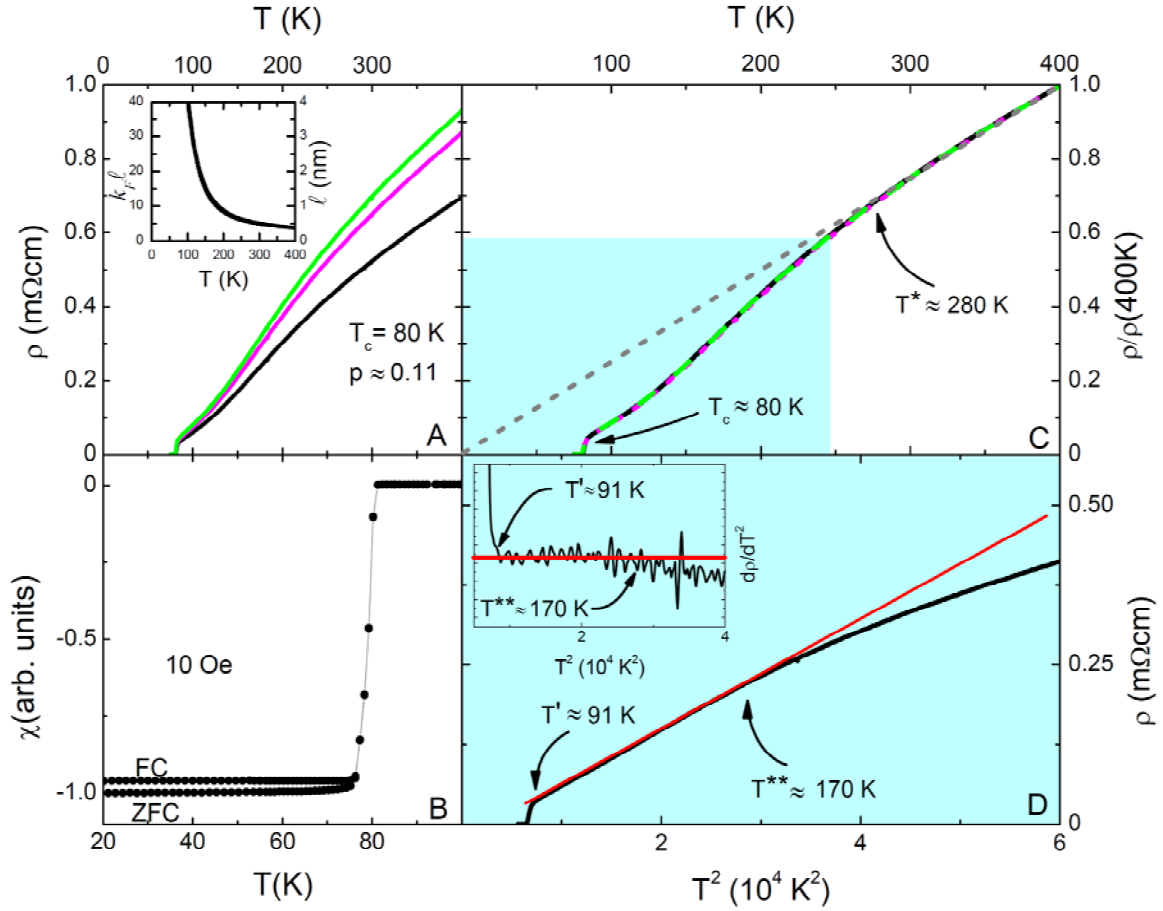 T (K)
T (K)
0 100 200 300
100 200 300 400
1.0
0.8
0.6
0.4
0.2
0
ρ (mΩcm)
40
30
20
10
0
k_Fℓ
4
3
2
1
0
ℓ (nm)
0 100 200 300 400
T (K)
T_c = 80 K
p ≈ 0.11
A
1.0
0.8
0.6
0.4
0.2
0
ρ/ρ(400K)
T* ≈ 280 K
T_c ≈ 80 K
C
0
-0.5
-1.0
χ(arb. units)
10 Oe
FC
ZFC
B
20 40 60 80
T(K)
T' ≈ 91 K
T** ≈ 170 K
dρ/dT²
2 4
T² (10⁴ K²)
T' ≈ 91 K
T** ≈ 170 K
D
0.50
0.25
0
ρ (mΩcm)
2 4 6
T² (10⁴ K²)